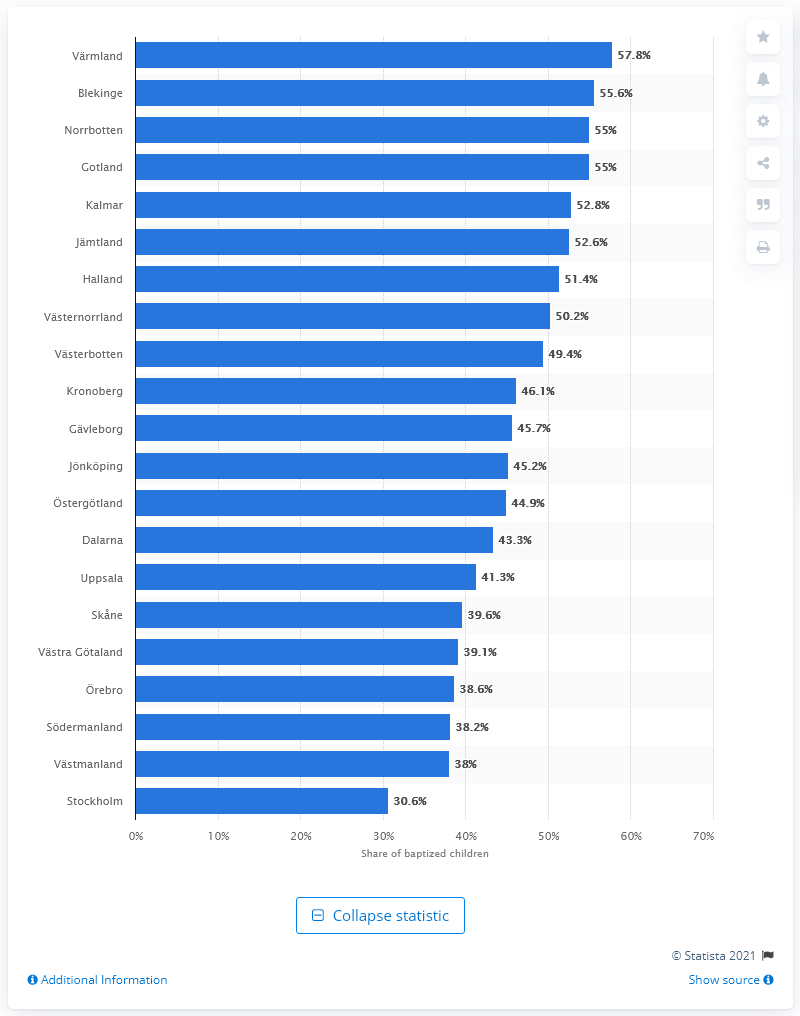 Värmland 57.8%
Blekinge 55.6%
Norrbotten 55%
Gotland 55%
Kalmar 52.8%
Jämtland 52.6%
Halland 51.4%
Västernorrland 50.2%
Västerbotten 49.4%
Kronoberg 46.1%
Gävleborg 45.7%
Jönköping 45.2%
Östergötland 44.9%
Dalarna 43.3%
Uppsala 41.3%
Skåne 39.6%
Västra Götaland 39.1%
Örebro 38.6%
Södermanland 38.2%
Västmanland 38%
Stockholm 30.6%
0% 10% 20% 30% 40% 50% 60% 70%
Share of baptized children
Collapse statistic
© Statista 2021
Additional Information Show source